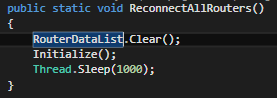 public static void ReconnectAllRouters()
{
RouterDataList.Clear();
Initialize();
Thread.Sleep(1000);
}